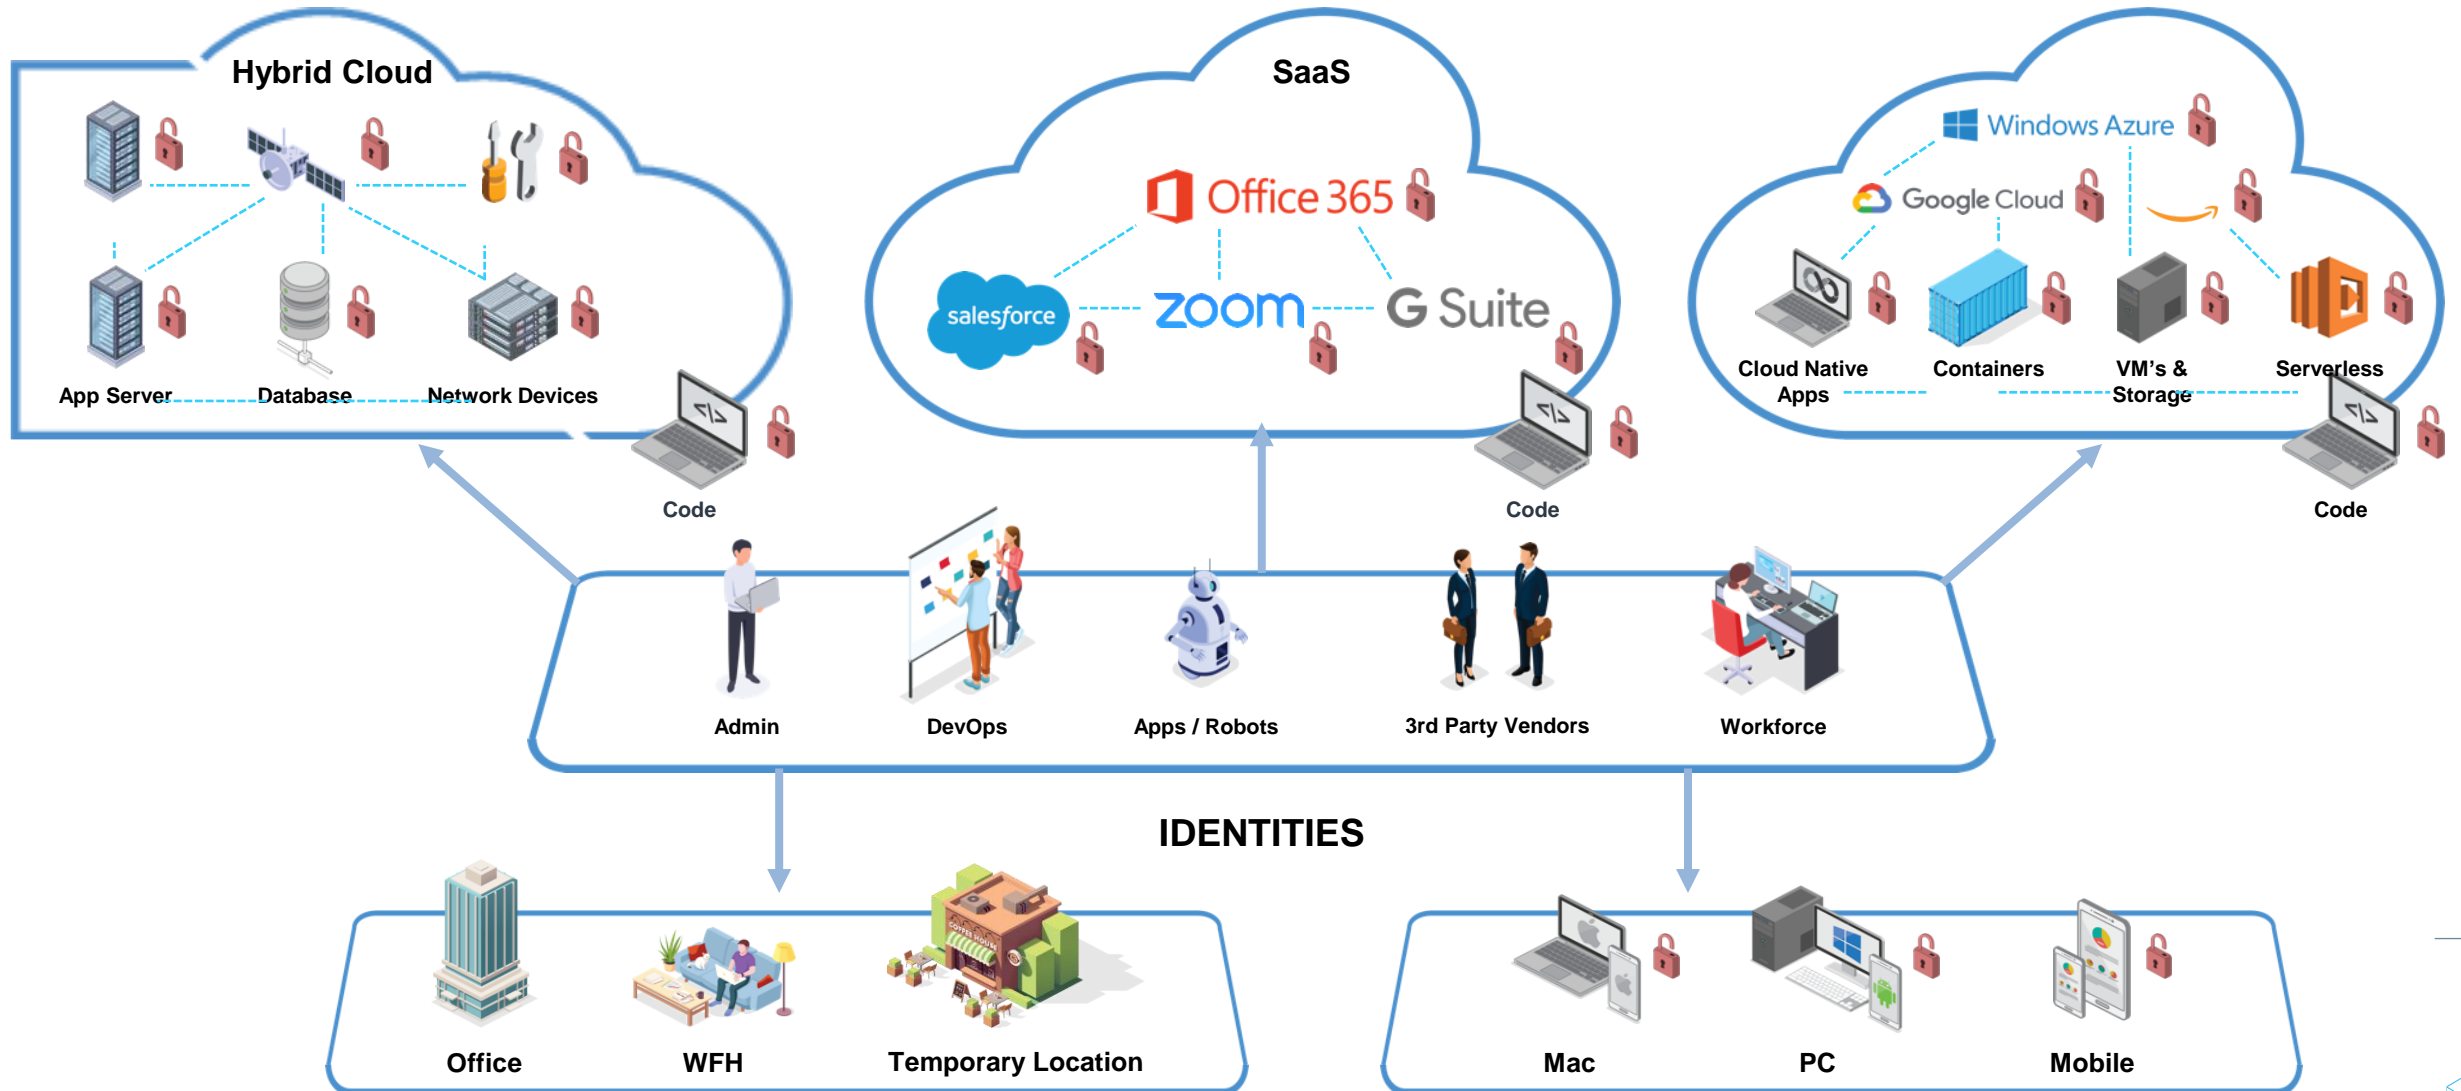 Hybrid Cloud
SaaS
Windows Azure
Office 365
Google Cloud
salesforce
zoom
G Suite
App Server
Database
Network Devices
Cloud Native
Apps
Containers
VM's &
Storage
Serverless
</>
</>
</>
Code
Code
Code
Admin
DevOps
Apps / Robots
3rd Party Vendors
Workforce
IDENTITIES
COFFEE HOUSE
Office
WFH
Temporary Location
Mac
PC
Mobile